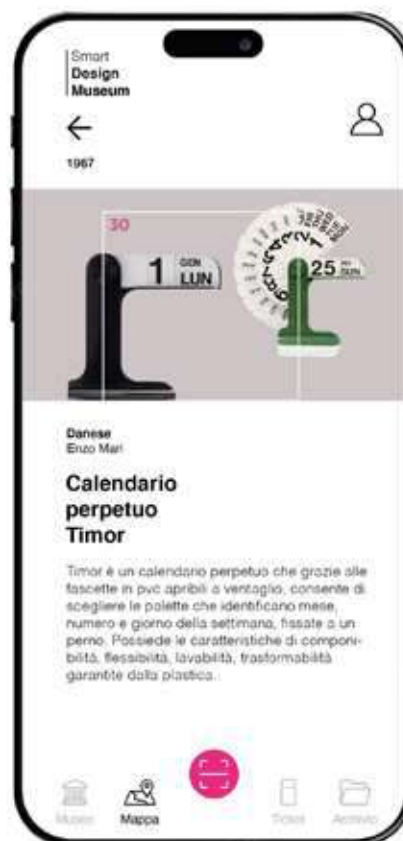 Smart
Design
Museum
1967
30
1 GEN
LUN
25
SUN
Danese
Enzo Mari
Calendario
perpetuo
Timor
Timor è un calendario perpetuo che grazie alle
fascette in pvc apribili a ventaglio, consente di
scegliere le palette che identificano mese,
numero e giorno della settimana, fissate a un
perno. Possiede le caratteristiche di componi-
bilità, flessibilità, lavabilità, trasformabilità
garantite dalla plastica.
Museo Mappa Ticket Archivio